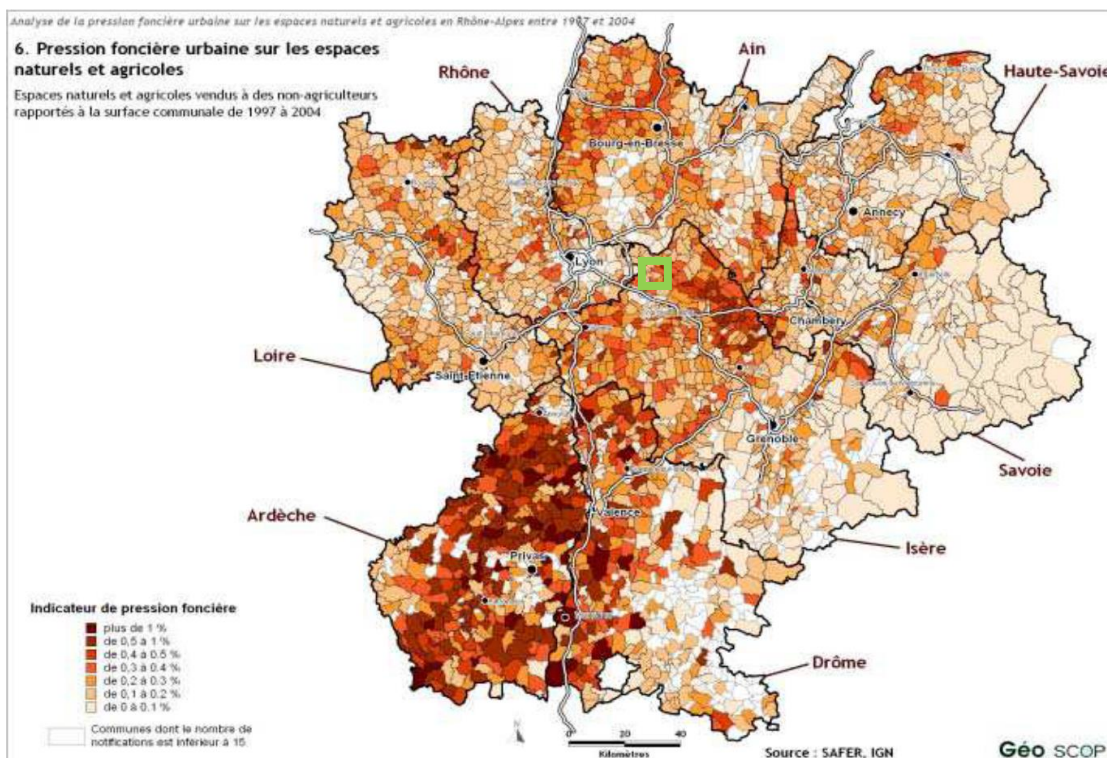 Analyse de la pression foncière urbaine sur les espaces naturels et agricoles en Rhône-Alpes entre 1997 et 2004
6. Pression foncière urbaine sur les espaces
naturels et agricoles
Espaces naturels et agricoles vendus à des non-agriculteurs
rapportés à la surface communale de 1997 à 2004
Rhône
Ain
Haute-Savoie
Bourg-en-Bresse
Annecy
Lyon
Chambéry
Loire
Saint-Etienne
Grenoble
Savoie
Ardèche
Valence
Isère
Privas
Drôme
Indicateur de pression foncière
plus de 1 %
de 0,5 à 1 %
de 0,4 à 0.5 %
de 0,3 à 0.4 %
de 0,2 à 0.3 %
de 0,1 à 0.2 %
de 0 à 0.1 %
Communes dont le nombre de
notifications est inférieur à 15
N
0 20 40
Kilomètres
Source : SAFER, IGN
Géo SCOP